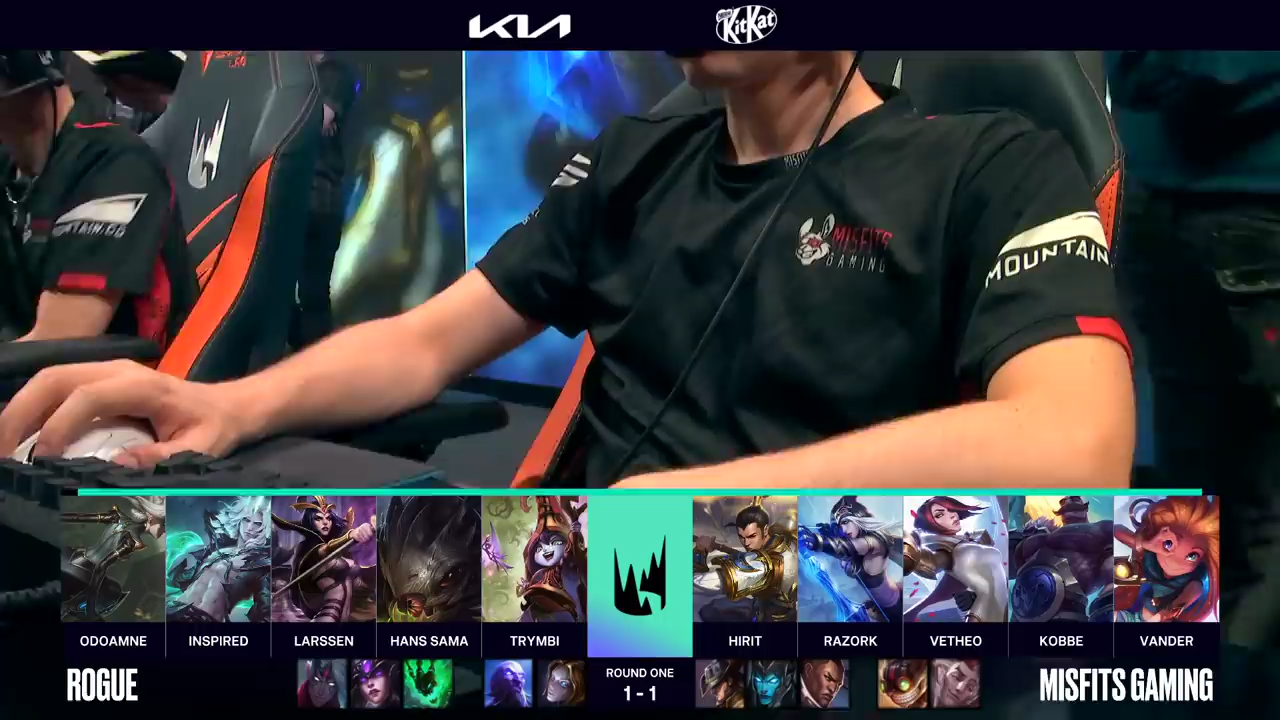 KIA
KitKat
MISFITS
GAMING
MOUNTAIN
ODOAMNE
INSPIRED
LARSSEN
HANS SAMA
TRYMBI
HIRIT
RAZORK
VETHEO
KOBBE
VANDER
ROGUE
ROUND ONE
1 - 1
MISFITS GAMING